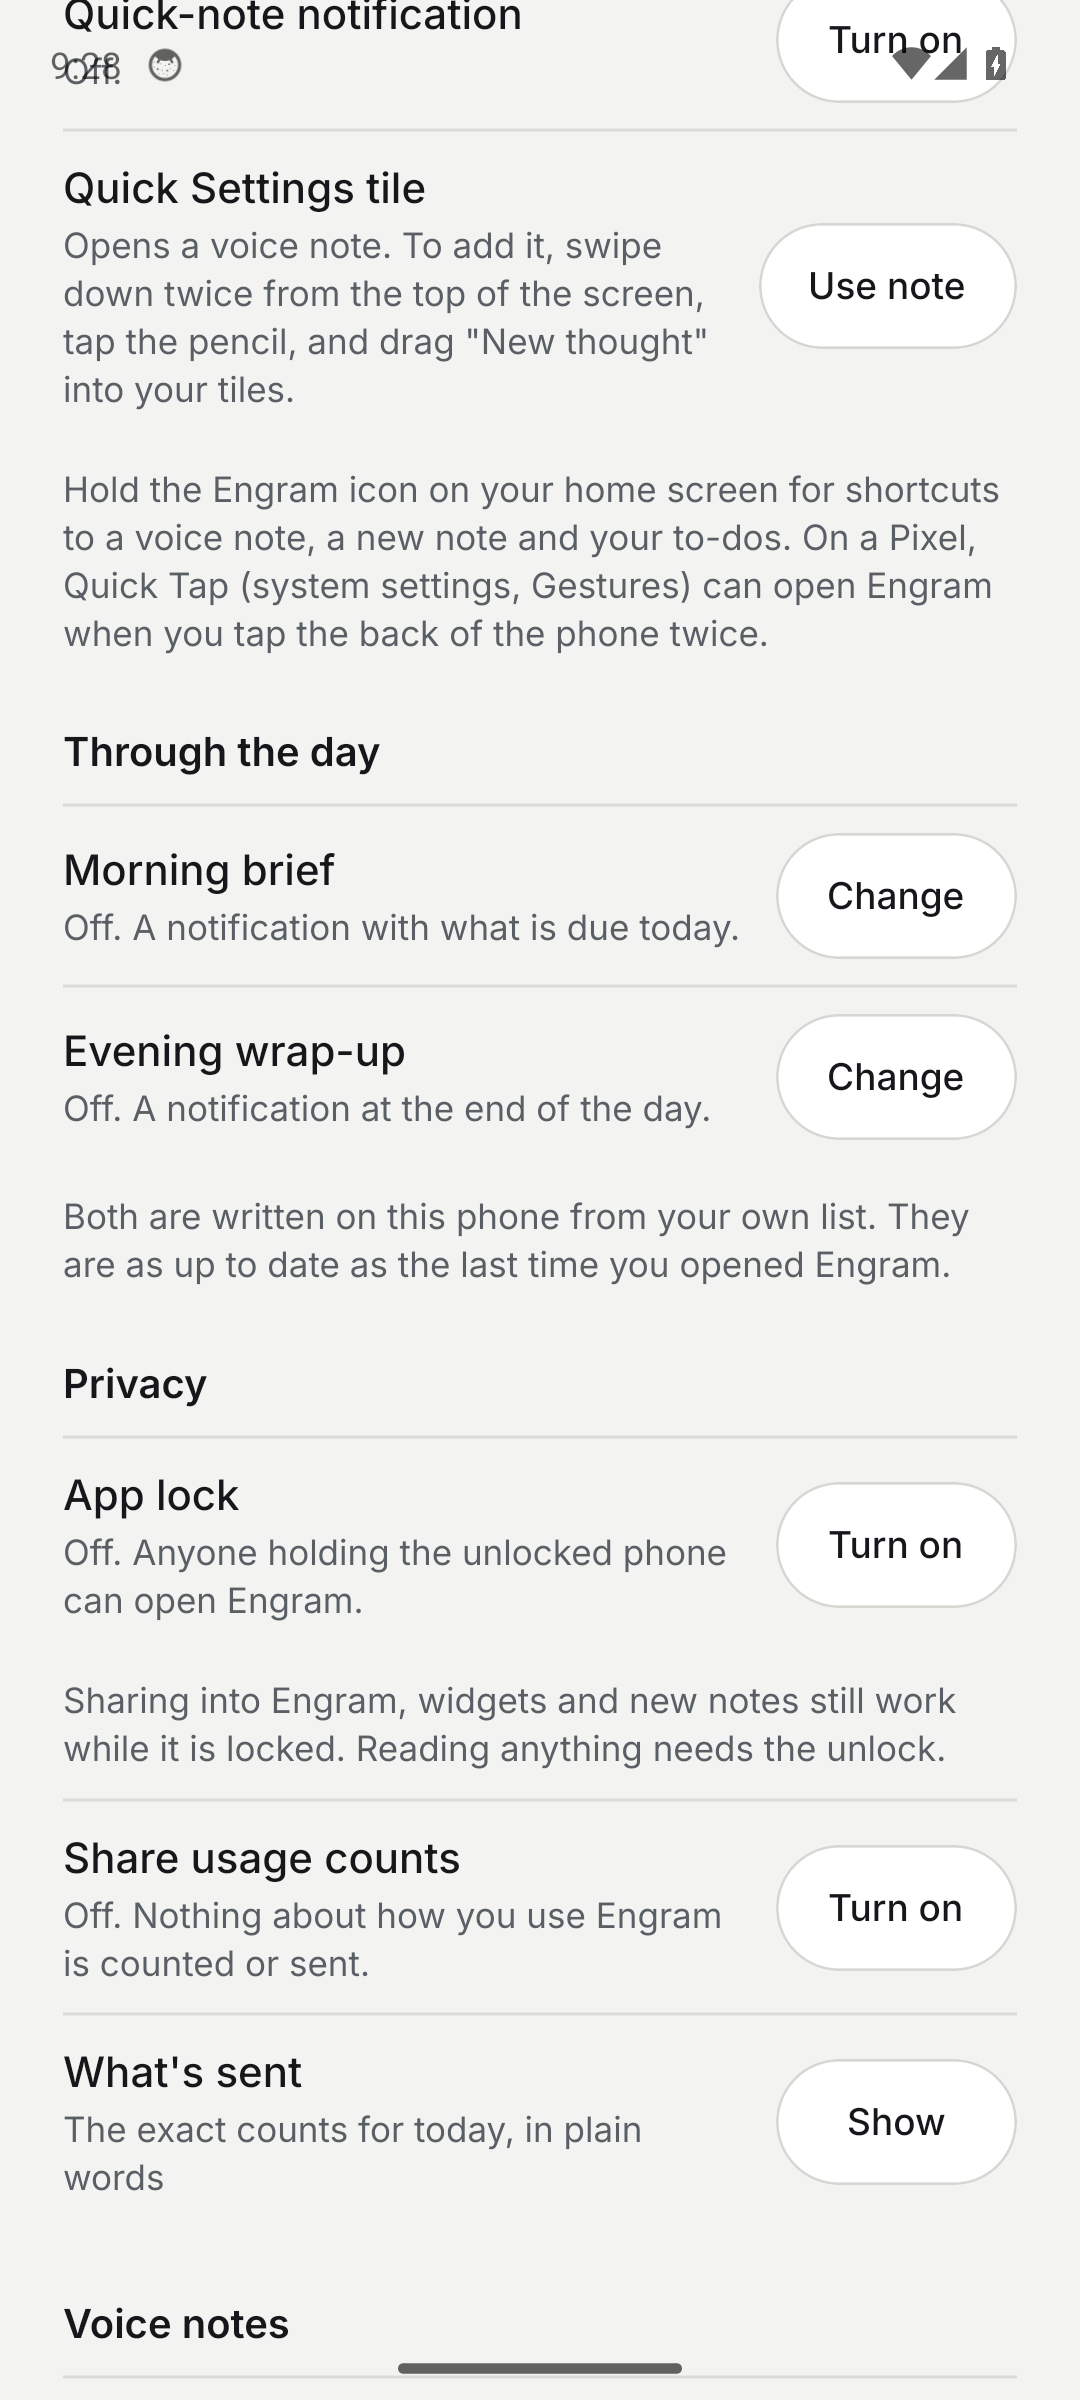 Quick-note notification
Off.
Turn on
9:28
Quick Settings tile
Opens a voice note. To add it, swipe
down twice from the top of the screen,
tap the pencil, and drag "New thought"
into your tiles.
Use note
Hold the Engram icon on your home screen for shortcuts
to a voice note, a new note and your to-dos. On a Pixel,
Quick Tap (system settings, Gestures) can open Engram
when you tap the back of the phone twice.
Through the day
Morning brief
Off. A notification with what is due today.
Change
Evening wrap-up
Off. A notification at the end of the day.
Change
Both are written on this phone from your own list. They
are as up to date as the last time you opened Engram.
Privacy
App lock
Off. Anyone holding the unlocked phone
can open Engram.
Turn on
Sharing into Engram, widgets and new notes still work
while it is locked. Reading anything needs the unlock.
Share usage counts
Off. Nothing about how you use Engram
is counted or sent.
Turn on
What's sent
The exact counts for today, in plain
words
Show
Voice notes